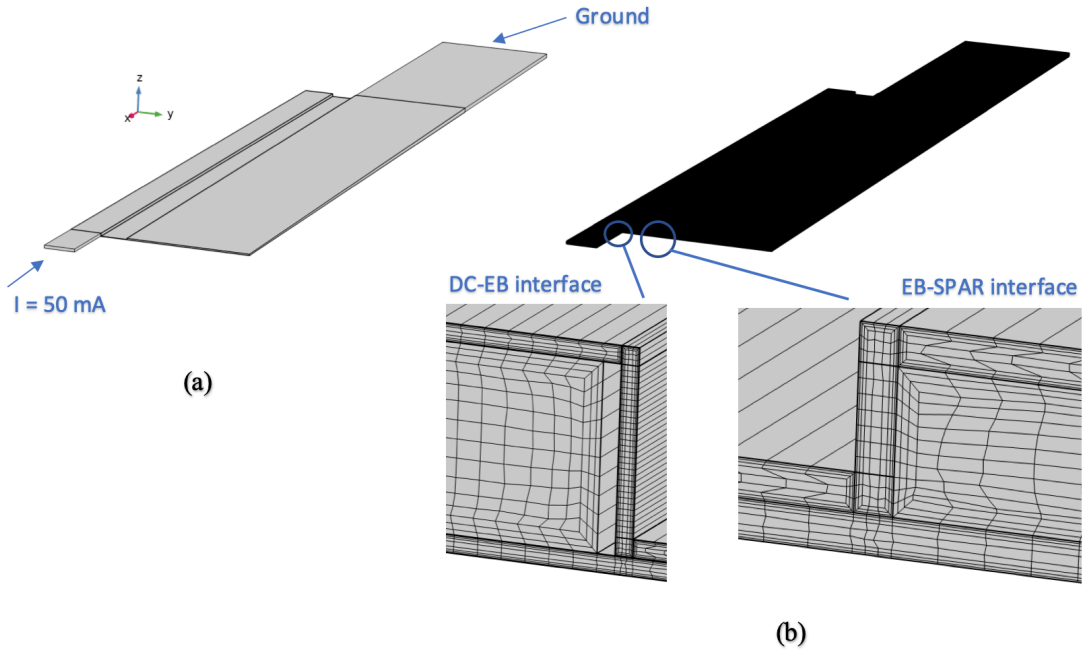 Ground
z
y
x
I = 50 mA
(a)
DC-EB interface
EB-SPAR interface
(b)